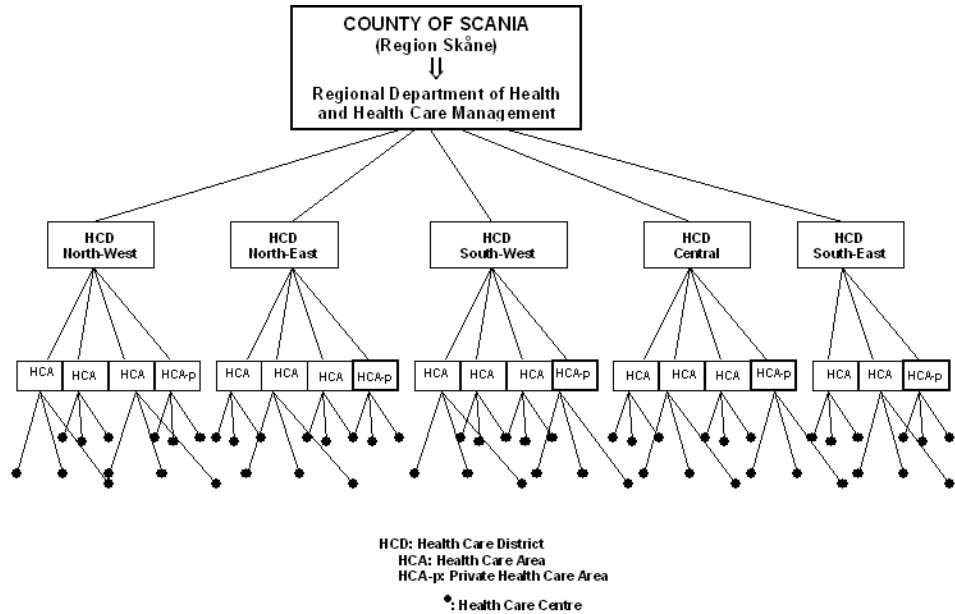 COUNTY OF SCANIA
(Region Skåne)
⇓
Regional Department of Health
and Health Care Management
HCD
North-West
HCD
North-East
HCD
South-West
HCD
Central
HCD
South-East
HCA HCA HCA HCA-p
HCA HCA HCA HCA-p
HCA HCA HCA HCA-p
HCA HCA HCA HCA-p
HCA HCA HCA-p
HCD: Health Care District
HCA: Health Care Area
HCA-p: Private Health Care Area
•: Health Care Centre